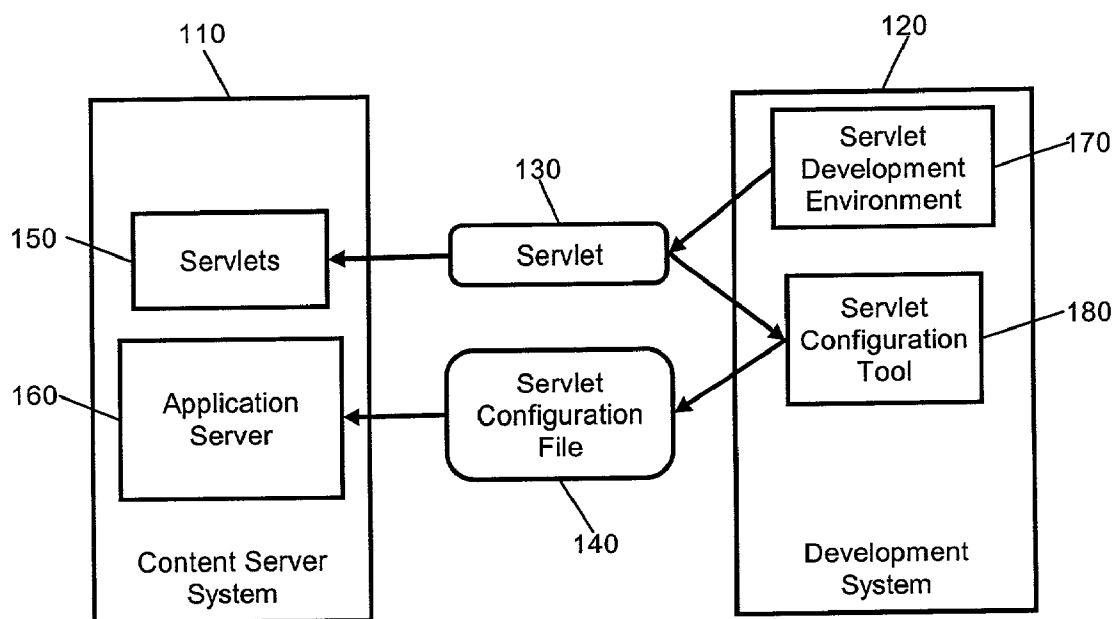 110
120
Servlet
Development
Environment
170
130
150
Servlets
Servlet
Servlet
Configuration
Tool
180
160
Application
Server
Servlet
Configuration
File
140
Content Server
System
Development
System